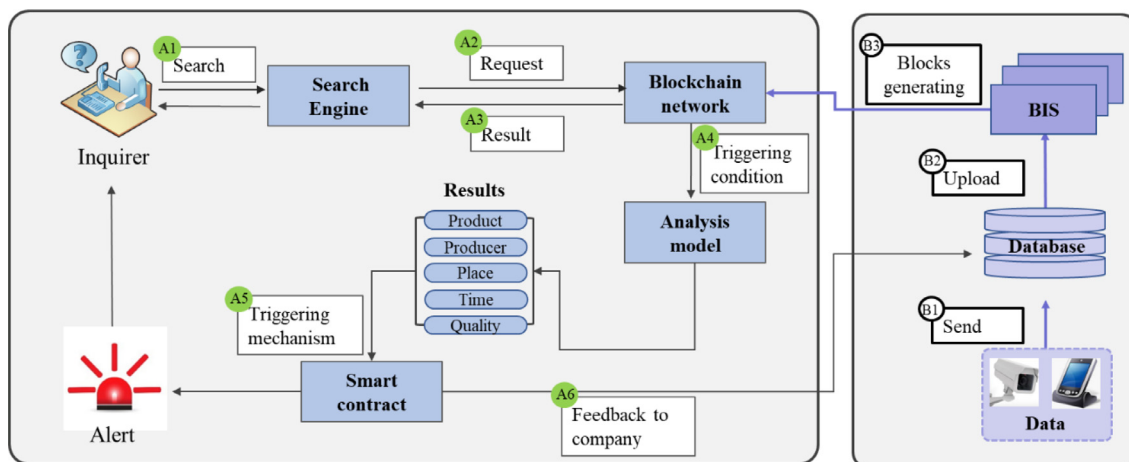 A1
Search
Inquirer
Search
Engine
A2
Request
A3
Result
Blockchain
network
A4
Triggering
condition
Analysis
model
Results
Product
Producer
Place
Time
Quality
A5
Triggering
mechanism
Smart
contract
A6
Feedback to
company
Alert
B3
Blocks
generating
BIS
B2
Upload
Database
B1
Send
Data